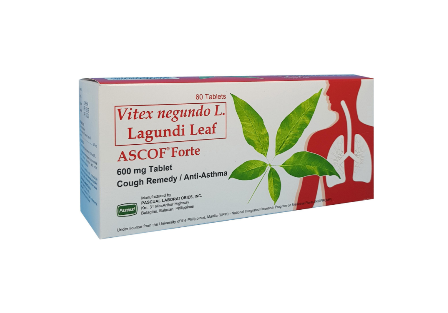 80 Tablets
Vitex negundo L.
Lagundi Leaf
ASCOF® Forte
600 mg Tablet
Cough Remedy / Anti-Asthma
Manufactured by
PASCUAL LABORATORIES, INC.
PASCUAL